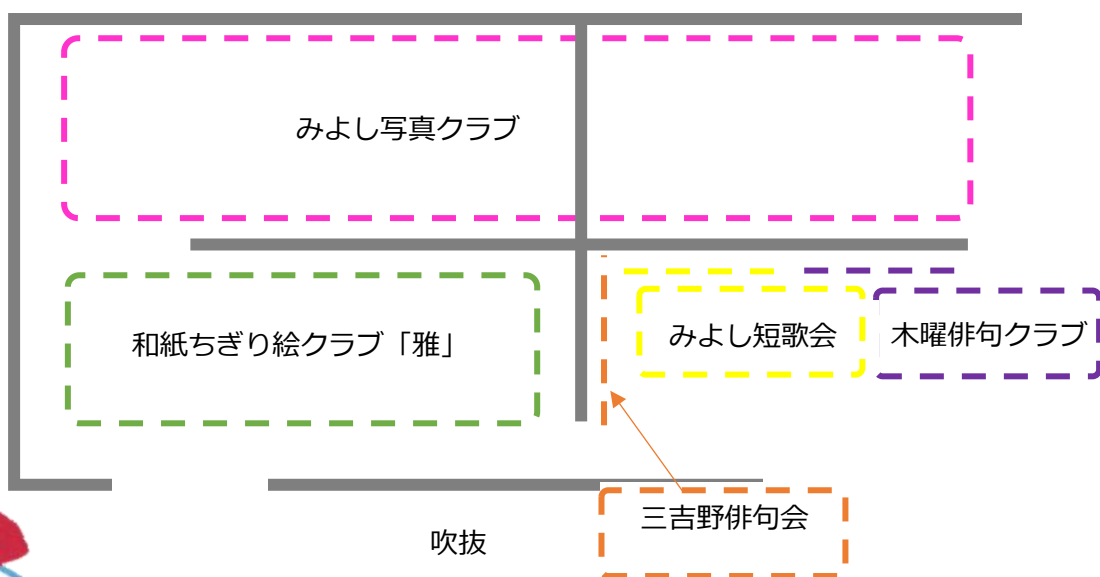 みよし写真クラブ
和紙ちぎり絵クラブ「雅」
みよし短歌会
木曜俳句クラブ
三吉野俳句会
吹抜